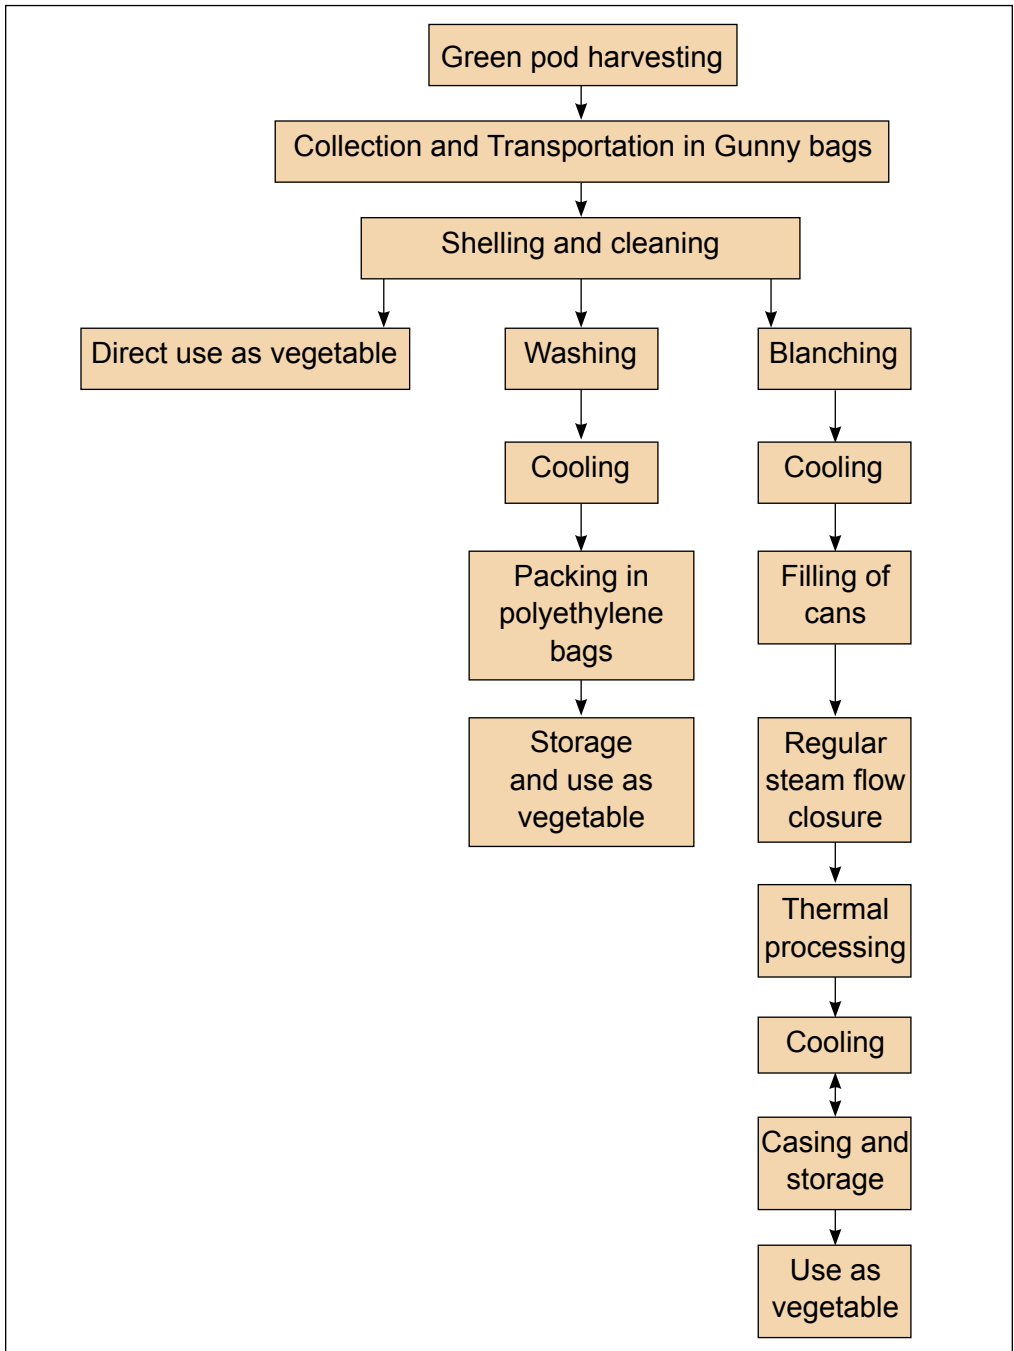 Green pod harvesting
Collection and Transportation in Gunny bags
Shelling and cleaning
Direct use as vegetable
Washing
Blanching
Cooling
Cooling
Packing in
polyethylene
bags
Filling of
cans
Storage
and use as
vegetable
Regular
steam flow
closure
Thermal
processing
Cooling
Casing and
storage
Use as
vegetable